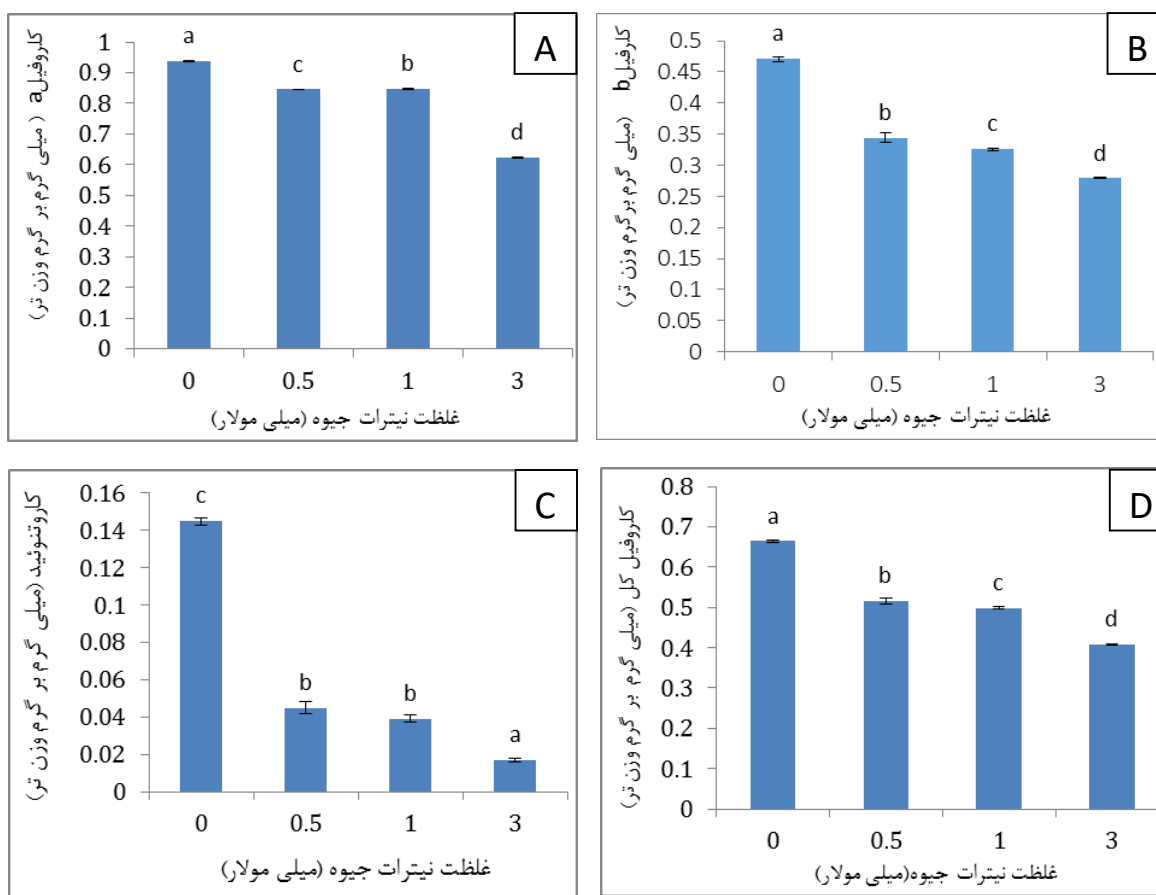 A
کلروفیل a ( میلی گرم بر گرم وزن تر)
1
0.9
0.8
0.7
0.6
0.5
0.4
0.3
0.2
0.1
0
a
c
b
d
0 0.5 1 3
غلظت نیترات جیوه (میلی مولار)
B
کلرفیل b (میلی گرم برگرم وزن تر)
0.5
0.45
0.4
0.35
0.3
0.25
0.2
0.15
0.1
0.05
0
a
b
c
d
0 0.5 1 3
غلظت نیترات جیوه (میلی مولار)
C
کاروتنوئید (میلی گرم بر گرم وزن تر)
0.16
0.14
0.12
0.1
0.08
0.06
0.04
0.02
0
c
b
b
a
0 0.5 1 3
غلظت نیترات جیوه (میلی مولار)
D
کلروفیل کل (میلی گرم بر گرم وزن تر)
0.8
0.7
0.6
0.5
0.4
0.3
0.2
0.1
0
a
b
c
d
0 0.5 1 3
غلظت نیترات جیوه(میلی مولار)